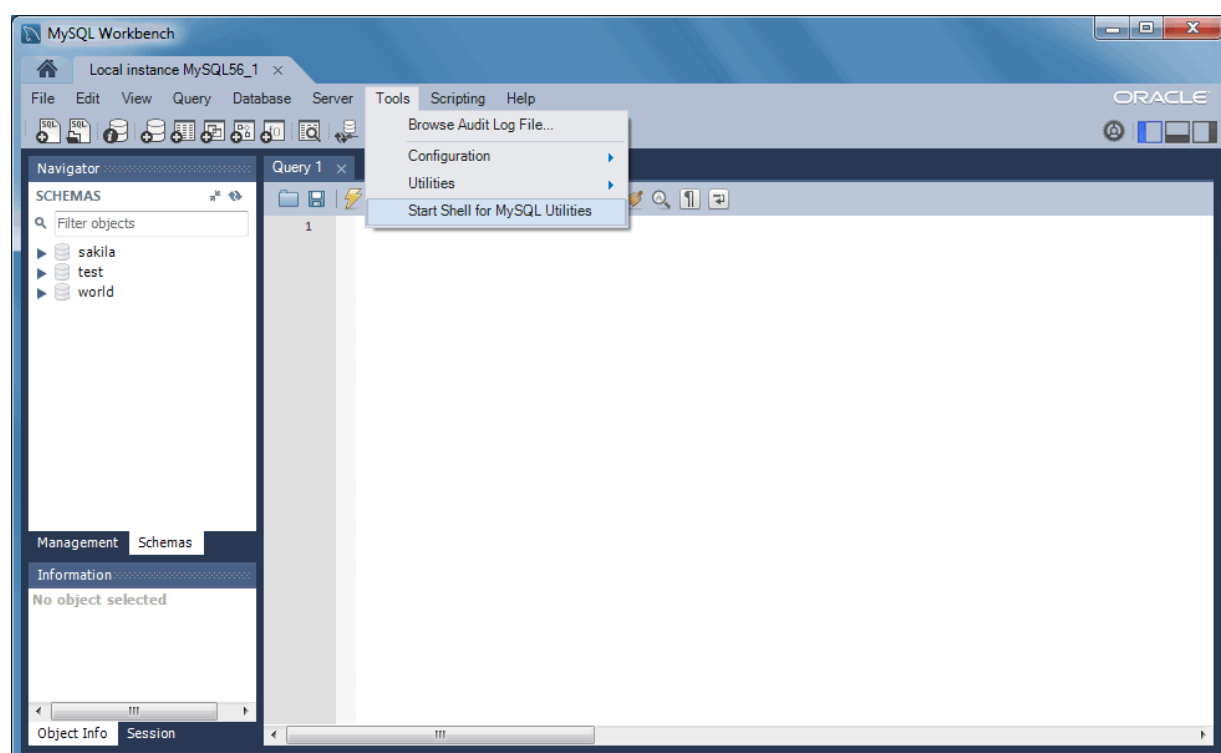 MySQL Workbench
Local instance MySQL56_1
File Edit View Query Database Server Tools Scripting Help
ORACLE
SQL SQL
Browse Audit Log File...
Configuration
Utilities
Start Shell for MySQL Utilities
Navigator
Query 1
SCHEMAS
Filter objects
1
sakila
test
world
Management Schemas
Information
No object selected
Object Info Session